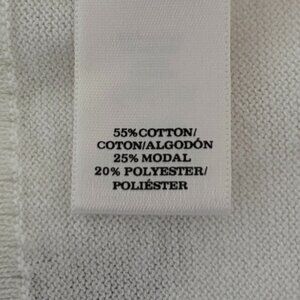 55% COTTON/
COTON/ALGODÓN
25% MODAL
20% POLYESTER/
POLIÉSTER